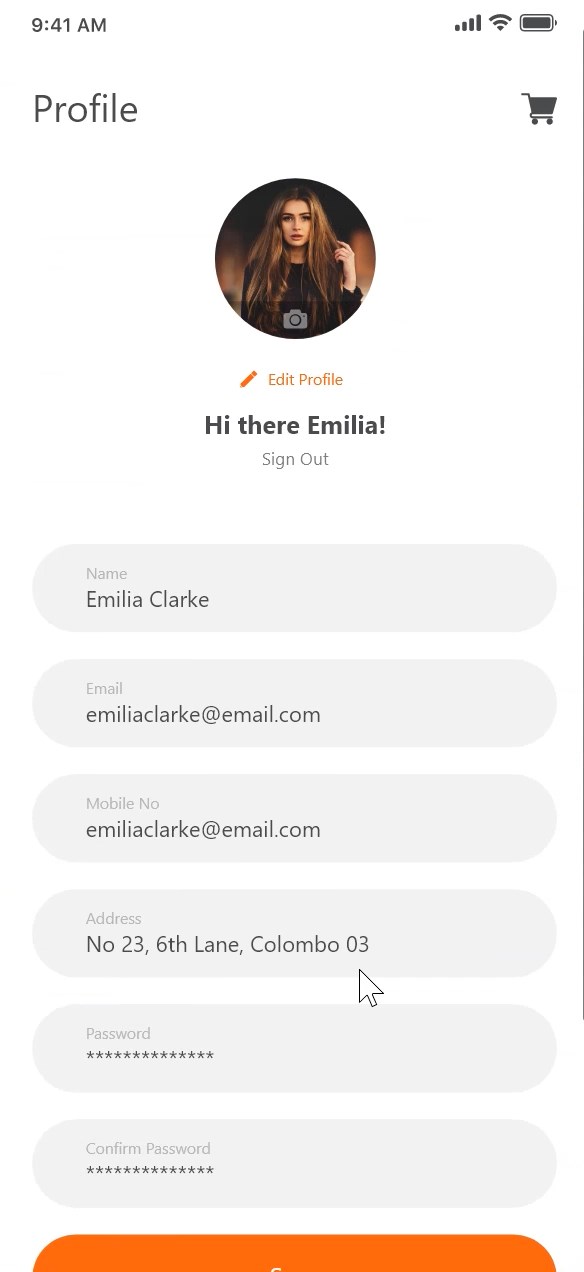 9:41 AM
Profile
Edit Profile
Hi there Emilia!
Sign Out
Name
Emilia Clarke
Email
emiliaclarke@email.com
Mobile No
emiliaclarke@email.com
Address
No 23, 6th Lane, Colombo 03
Password
**************
Confirm Password
**************